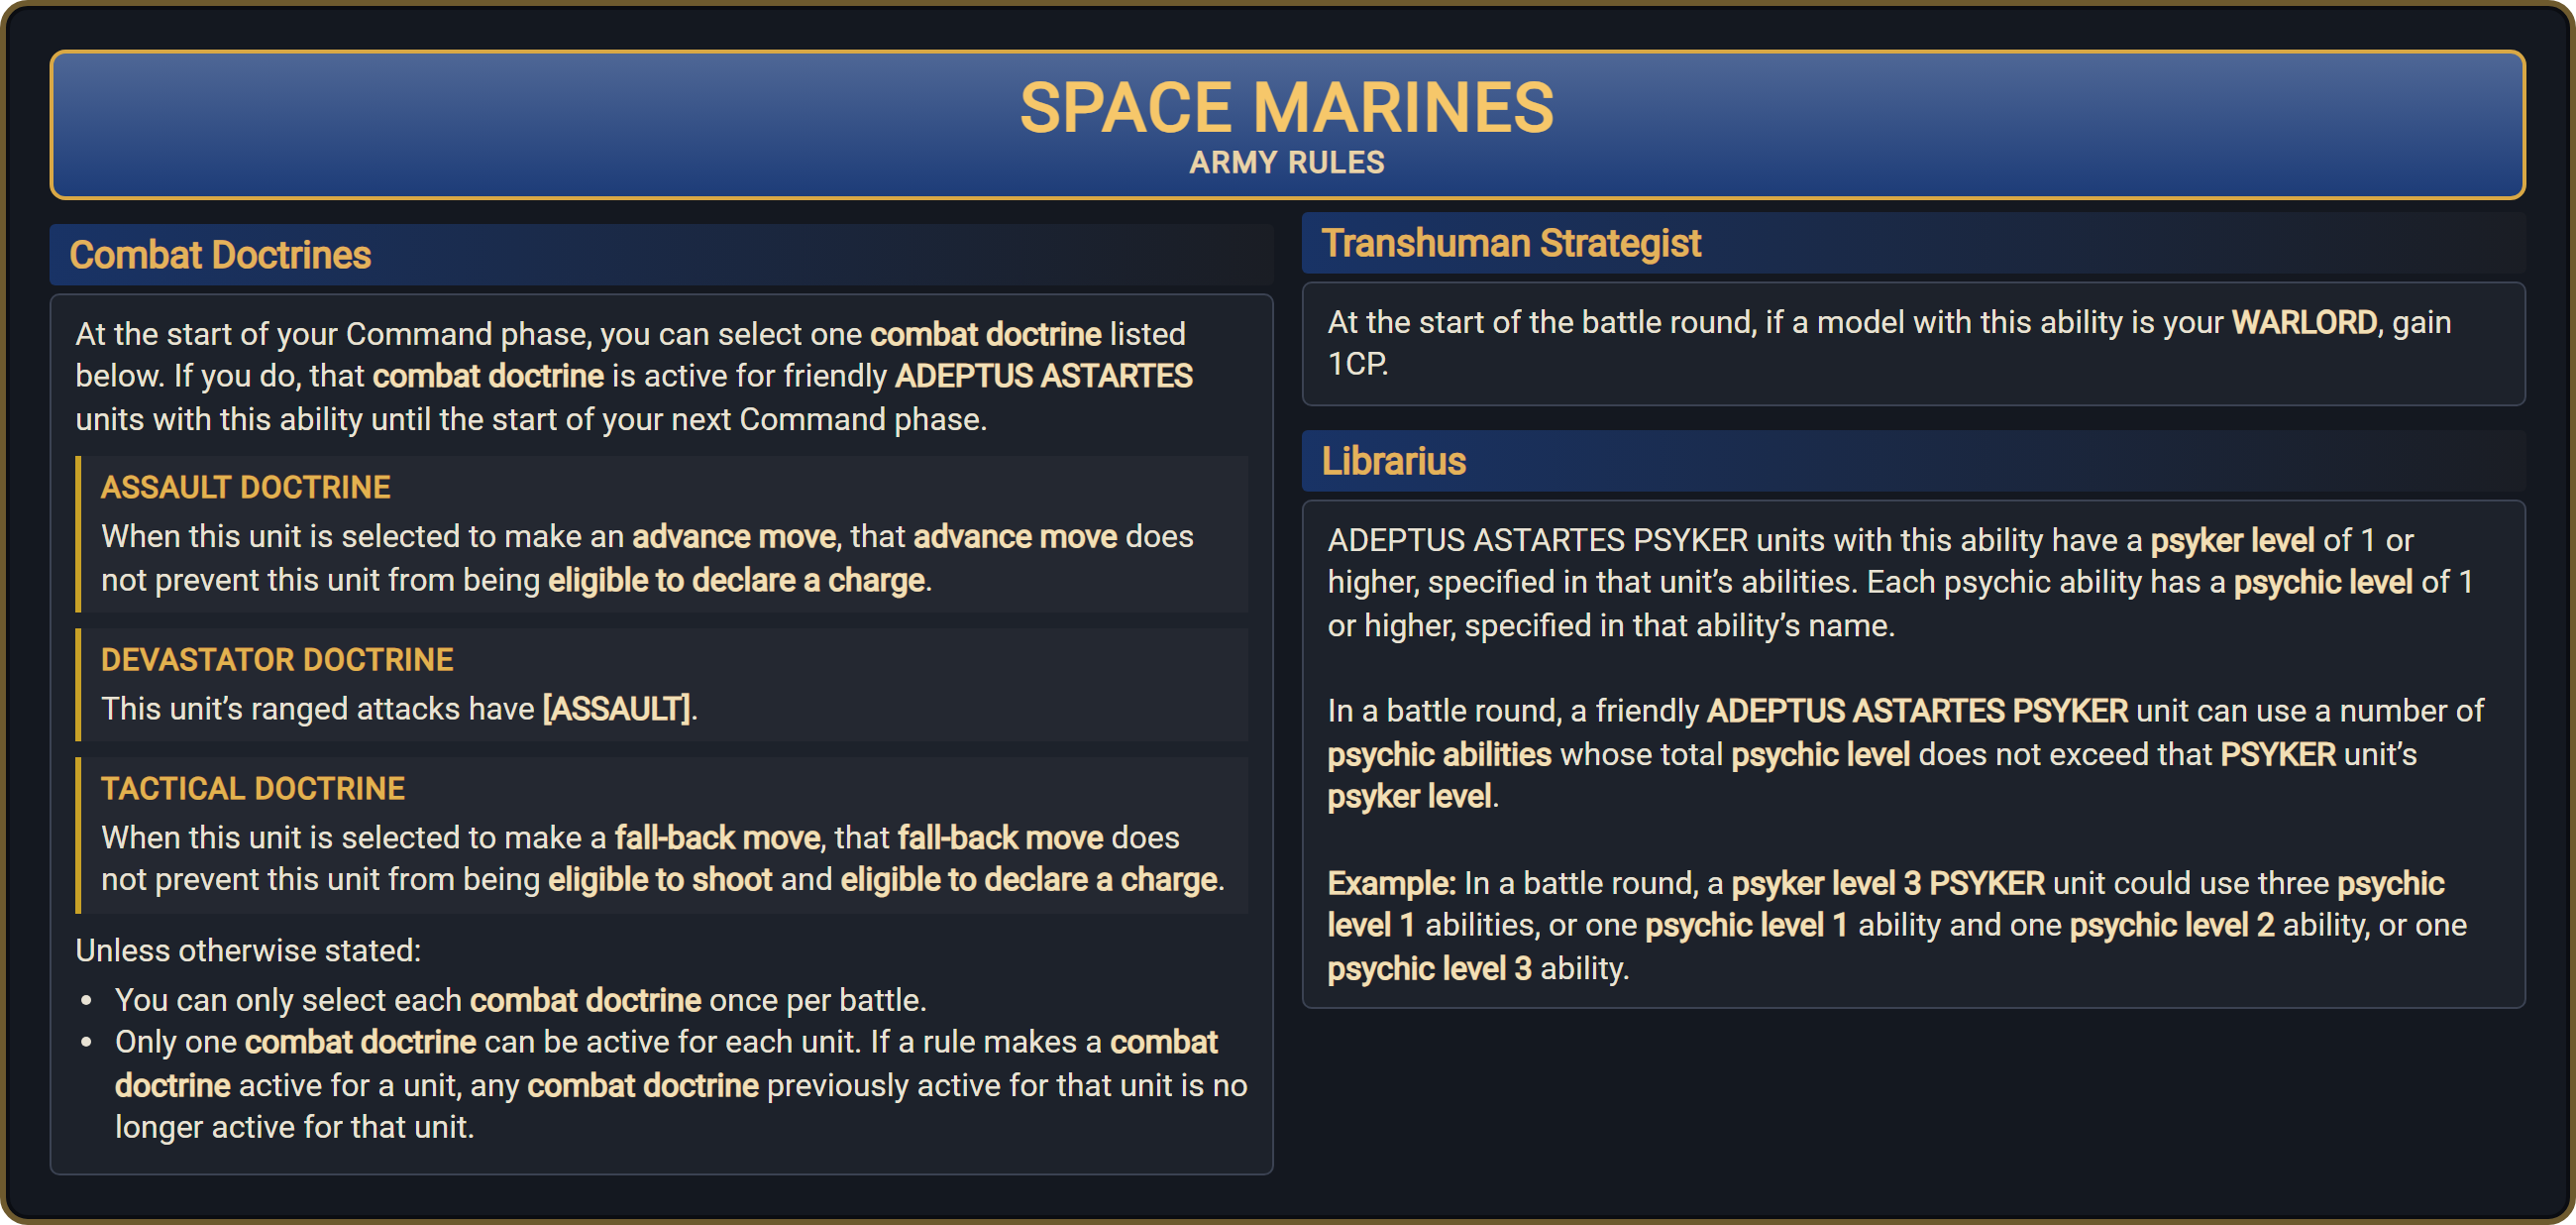 SPACE MARINES
ARMY RULES
Combat Doctrines
At the start of your Command phase, you can select one combat doctrine listed
below. If you do, that combat doctrine is active for friendly ADEPTUS ASTARTES
units with this ability until the start of your next Command phase.
ASSAULT DOCTRINE
When this unit is selected to make an advance move, that advance move does
not prevent this unit from being eligible to declare a charge.
DEVASTATOR DOCTRINE
This unit’s ranged attacks have [ASSAULT].
TACTICAL DOCTRINE
When this unit is selected to make a fall-back move, that fall-back move does
not prevent this unit from being eligible to shoot and eligible to declare a charge.
Unless otherwise stated:
• You can only select each combat doctrine once per battle.
• Only one combat doctrine can be active for each unit. If a rule makes a combat
doctrine active for a unit, any combat doctrine previously active for that unit is no
longer active for that unit.
Transhuman Strategist
At the start of the battle round, if a model with this ability is your WARLORD, gain
1CP.
Librarius
ADEPTUS ASTARTES PSYKER units with this ability have a psyker level of 1 or
higher, specified in that unit’s abilities. Each psychic ability has a psychic level of 1
or higher, specified in that ability’s name.
In a battle round, a friendly ADEPTUS ASTARTES PSYKER unit can use a number of
psychic abilities whose total psychic level does not exceed that PSYKER unit’s
psyker level.
Example: In a battle round, a psyker level 3 PSYKER unit could use three psychic
level 1 abilities, or one psychic level 1 ability and one psychic level 2 ability, or one
psychic level 3 ability.